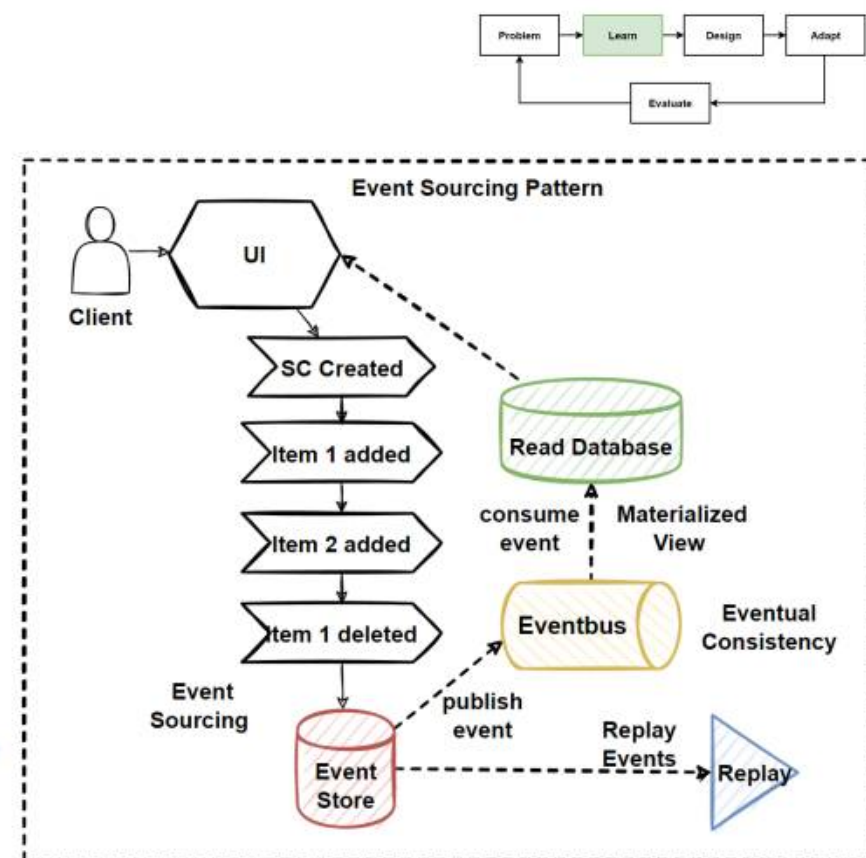 Problem
Learn
Design
Adapt
Evaluate
Event Sourcing Pattern
UI
Client
SC Created
Item 1 added
Read Database
consume
event
Materialized
View
Item 2 added
Item 1 deleted
Eventbus
Eventual
Consistency
Event
Sourcing
publish
event
Replay
Events
Event
Store
Replay